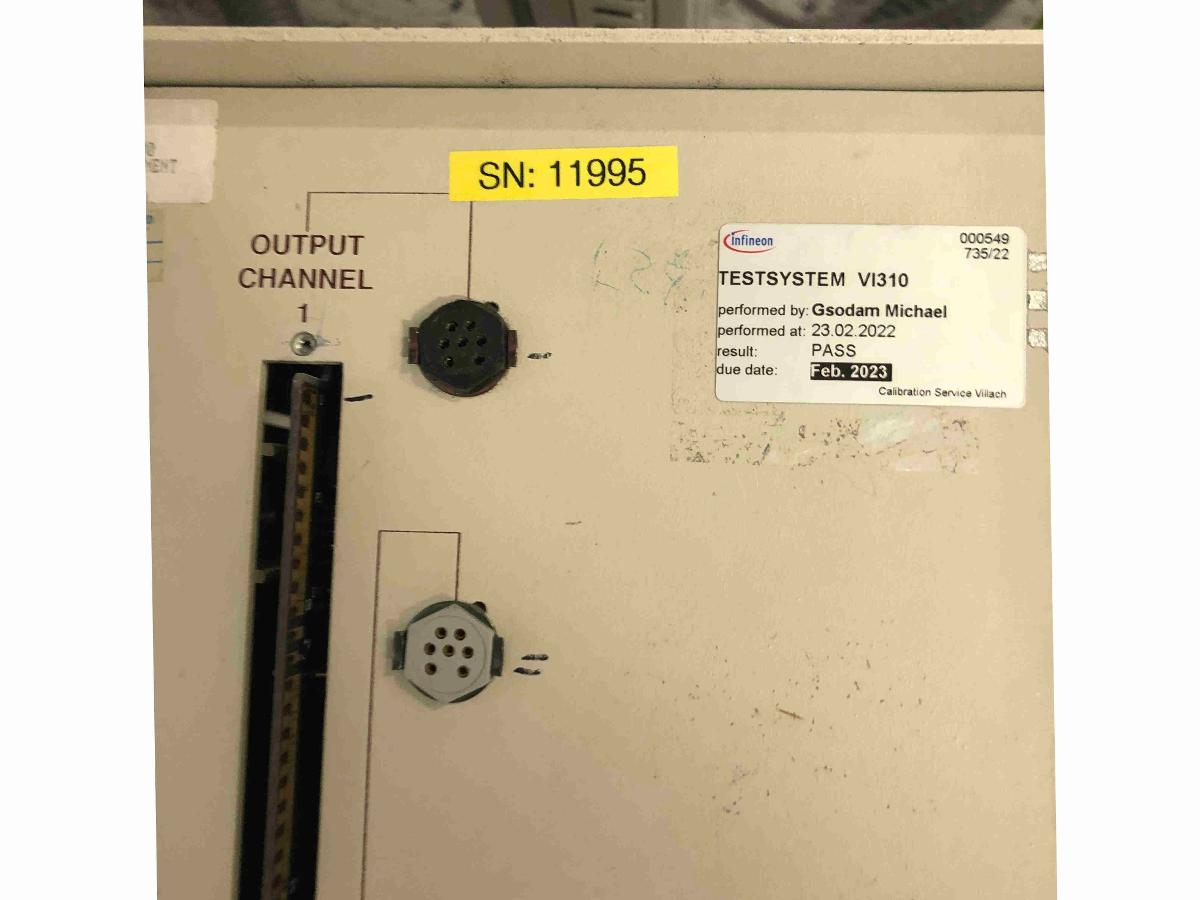 SN: 11995
OUTPUT
CHANNEL
1
infineon
000549
735/22
TESTSYSTEM VI310
performed by: Gsodam Michael
performed at: 23.02.2022
result: PASS
due date: Feb. 2023
Calibration Service Villach